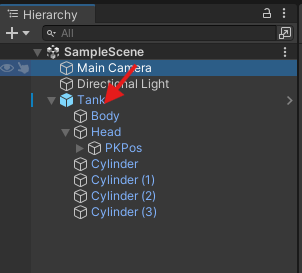 Hierarchy
All
SampleScene
Main Camera
Directional Light
Tank
Body
Head
PKPos
Cylinder
Cylinder (1)
Cylinder (2)
Cylinder (3)